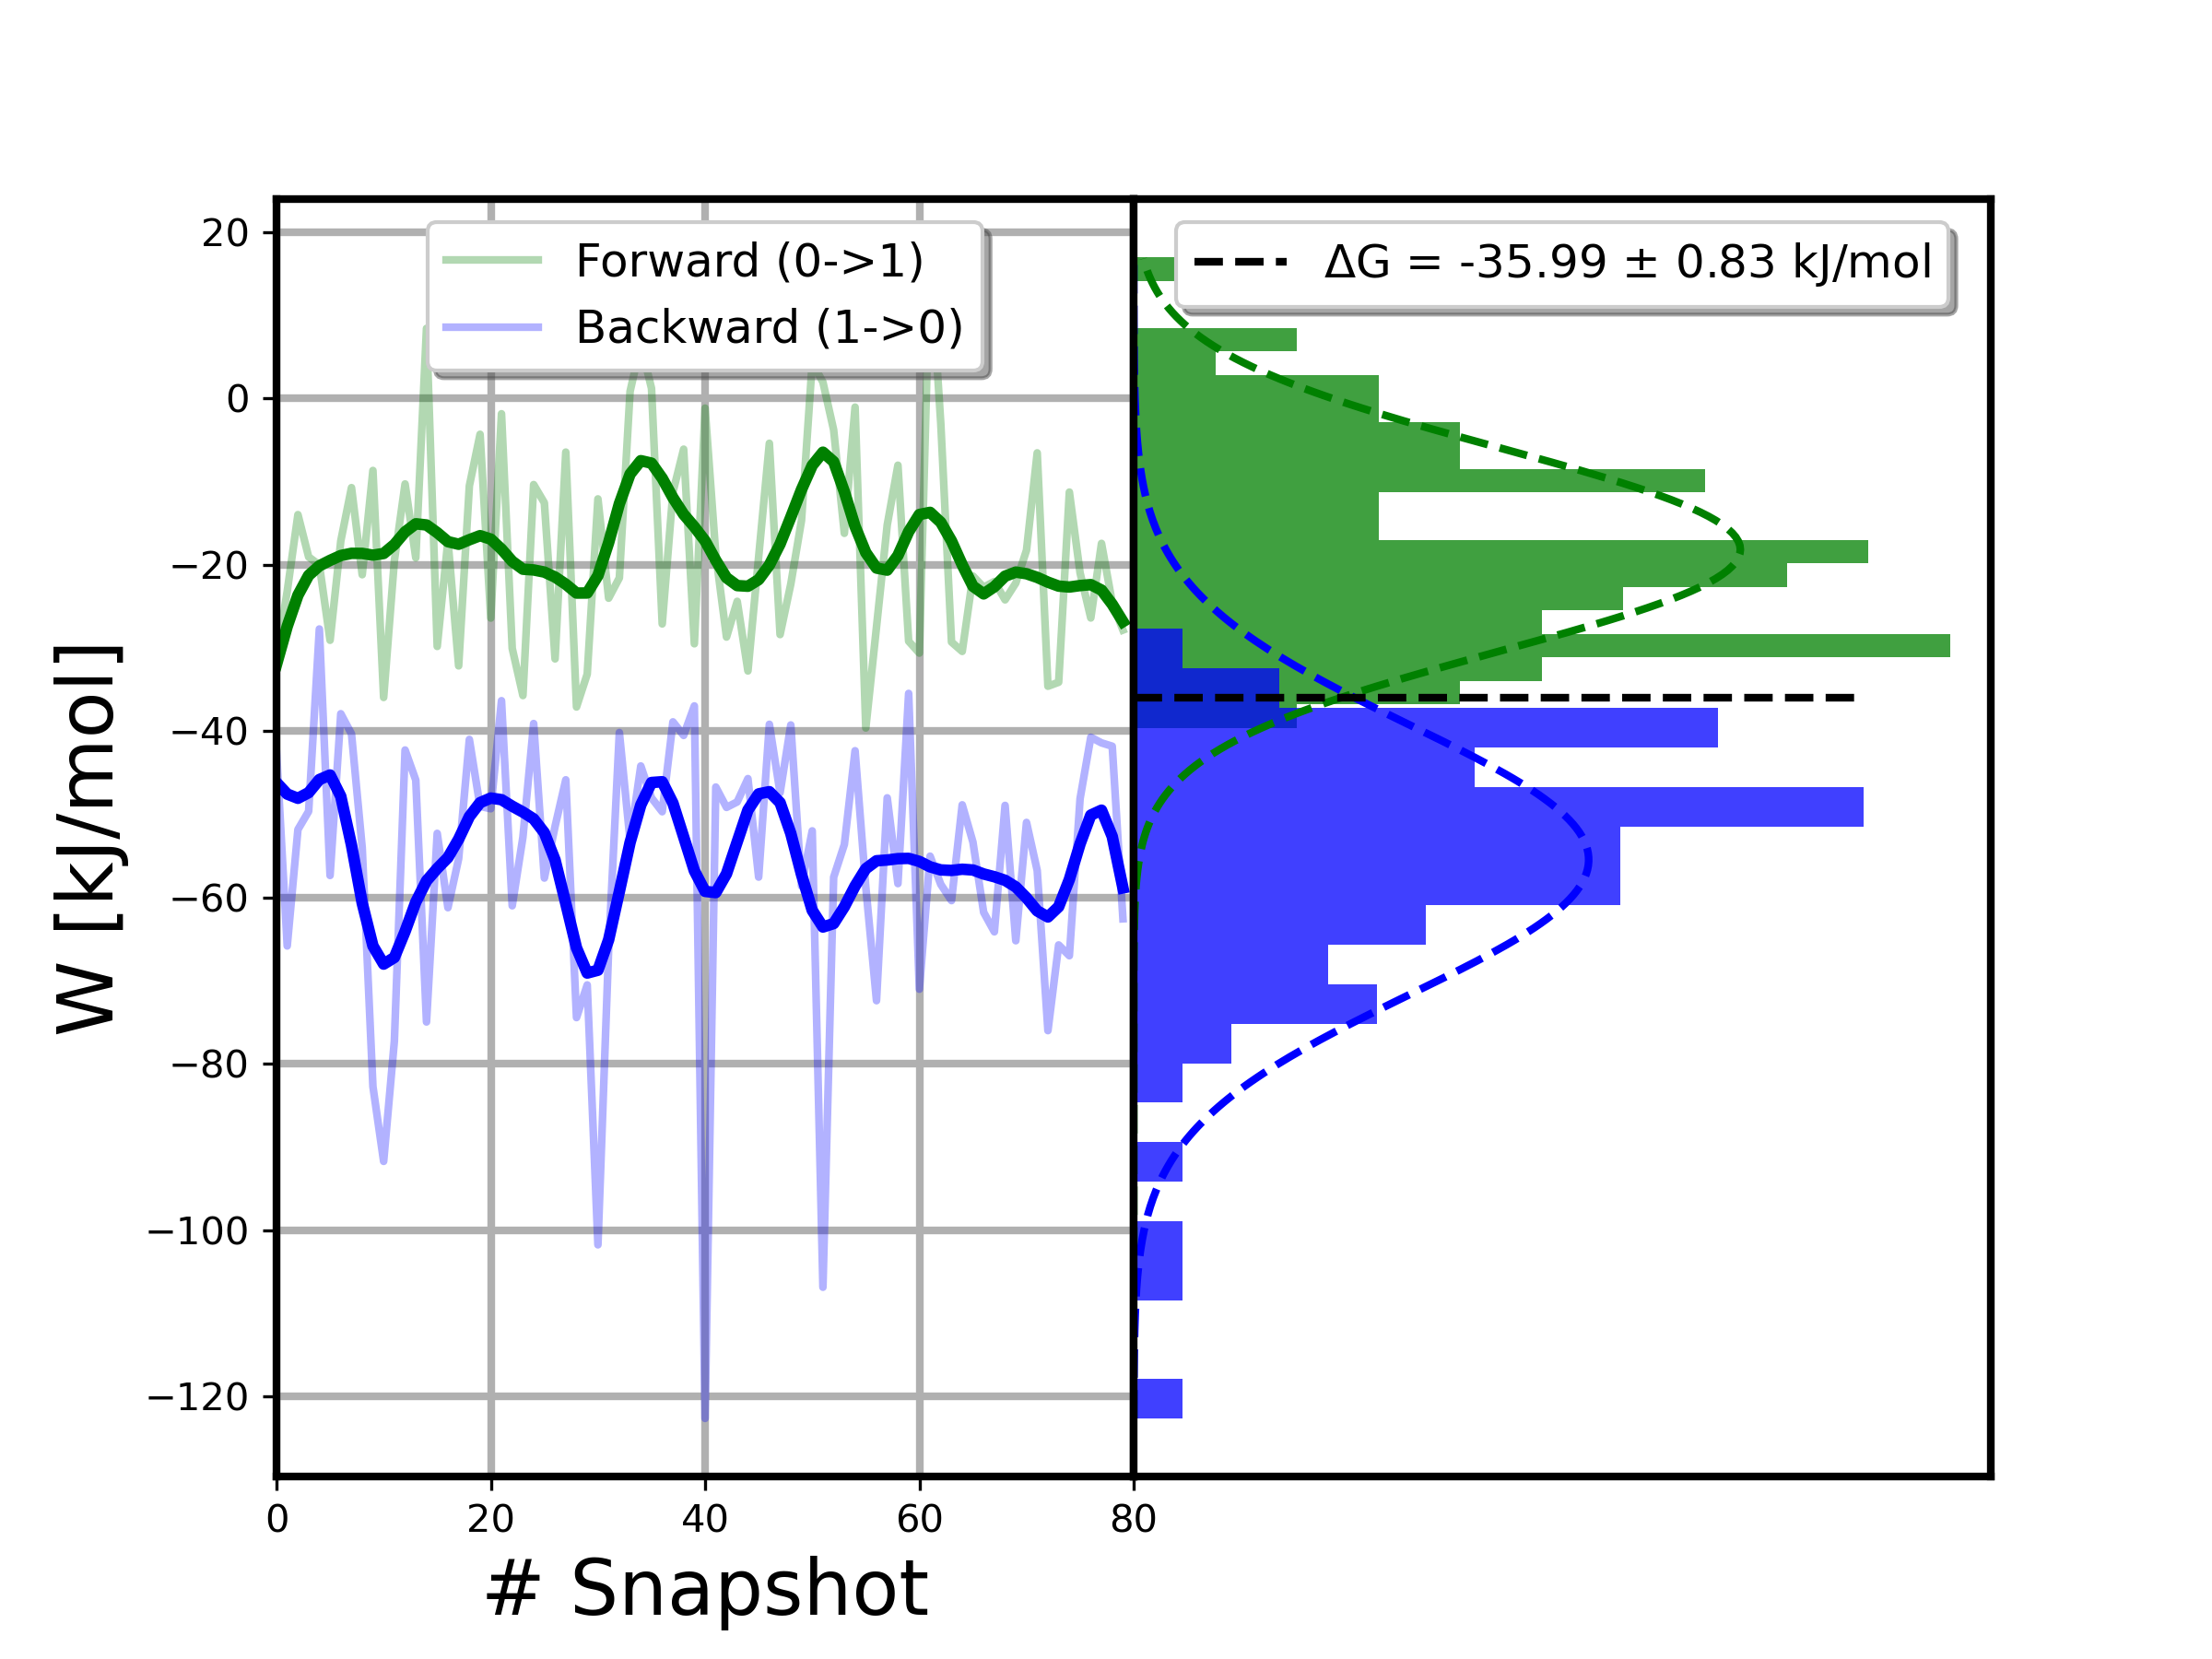 Forward (0->1)
Backward (1->0)
ΔG = -35.99 ± 0.83 kJ/mol
W [kJ/mol]
20
0
−20
−40
−60
−80
−100
−120
0 20 40 60 80
# Snapshot